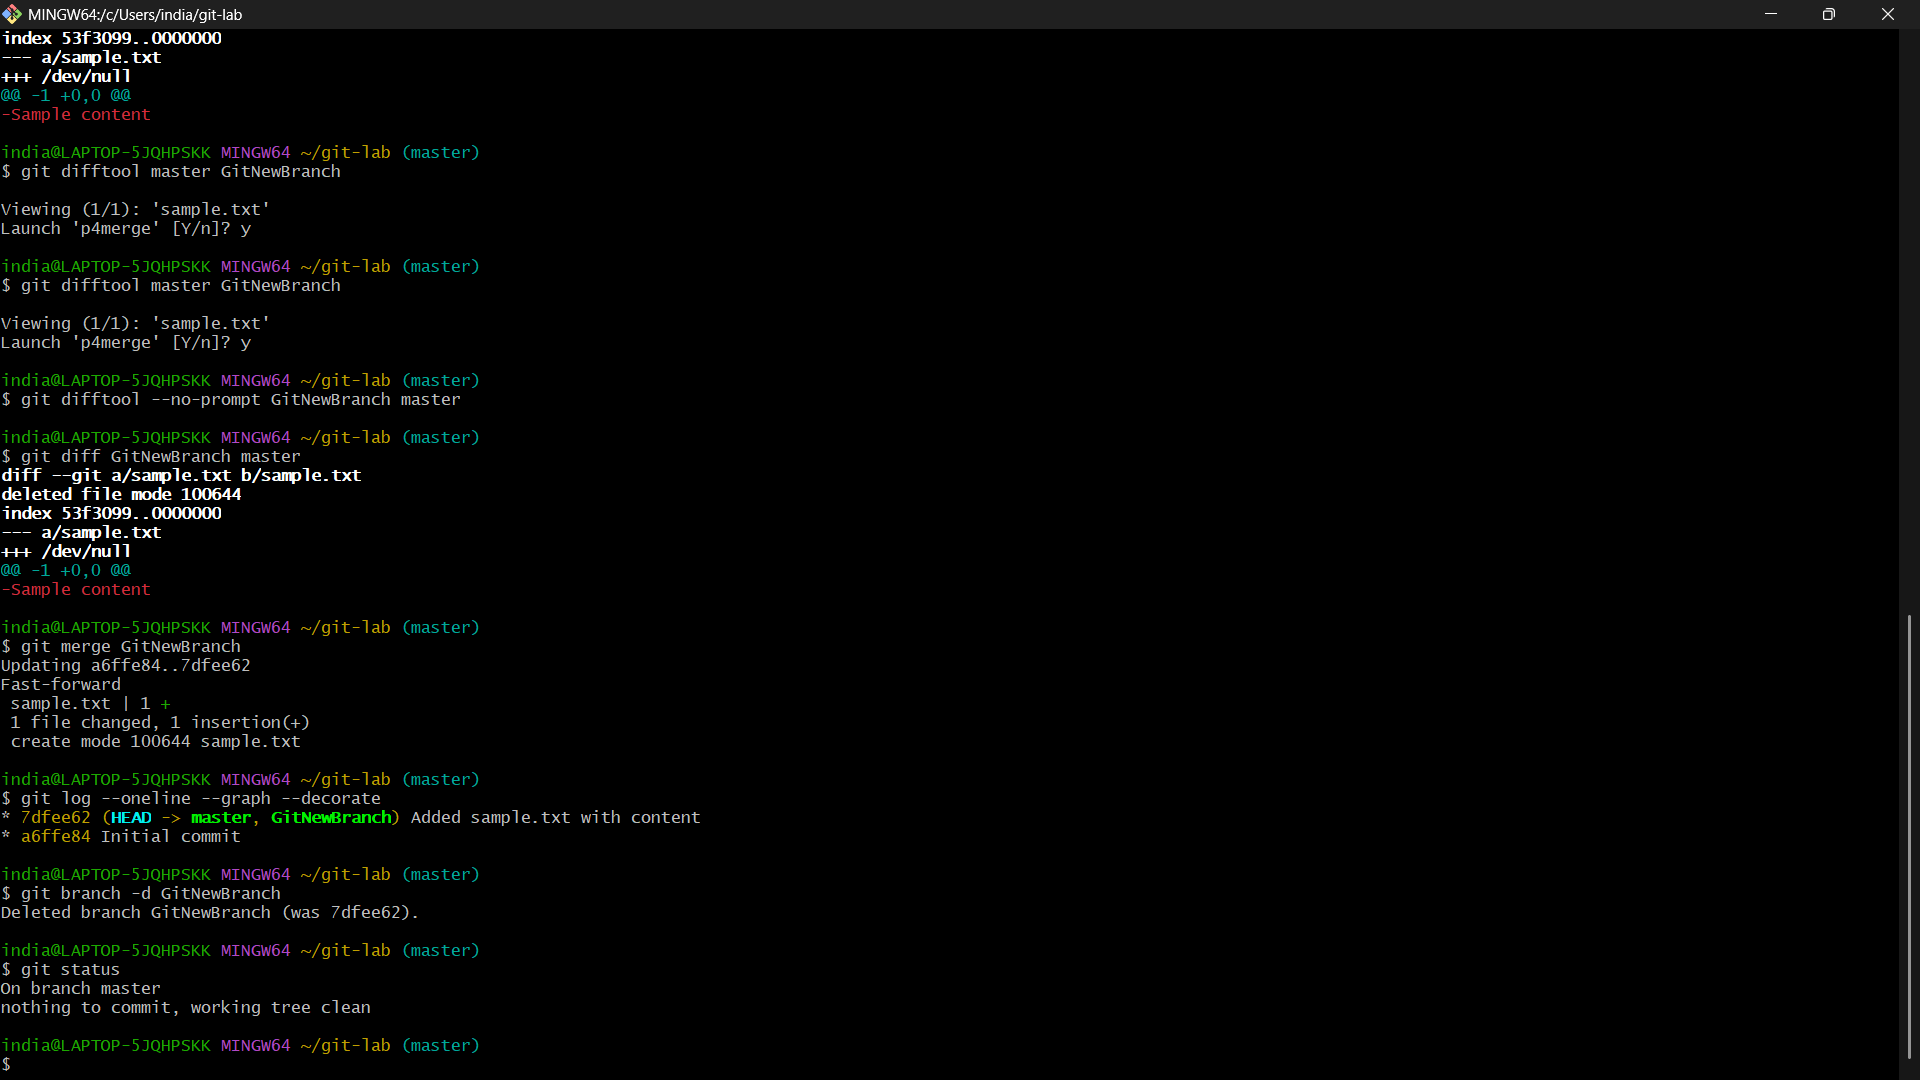 MINGW64:/c/Users/india/git-lab
index 53f3099..0000000
--- a/sample.txt
+++ /dev/null
@@ -1 +0,0 @@
-Sample content
india@LAPTOP-5JQHPSKK MINGW64 ~/git-lab (master)
$ git difftool master GitNewBranch
Viewing (1/1): 'sample.txt'
Launch 'p4merge' [Y/n]? y
india@LAPTOP-5JQHPSKK MINGW64 ~/git-lab (master)
$ git difftool master GitNewBranch
Viewing (1/1): 'sample.txt'
Launch 'p4merge' [Y/n]? y
india@LAPTOP-5JQHPSKK MINGW64 ~/git-lab (master)
$ git difftool --no-prompt GitNewBranch master
india@LAPTOP-5JQHPSKK MINGW64 ~/git-lab (master)
$ git diff GitNewBranch master
diff --git a/sample.txt b/sample.txt
deleted file mode 100644
index 53f3099..0000000
--- a/sample.txt
+++ /dev/null
@@ -1 +0,0 @@
-Sample content
india@LAPTOP-5JQHPSKK MINGW64 ~/git-lab (master)
$ git merge GitNewBranch
Updating a6ffe84..7dfee62
Fast-forward
 sample.txt | 1 +
 1 file changed, 1 insertion(+)
 create mode 100644 sample.txt
india@LAPTOP-5JQHPSKK MINGW64 ~/git-lab (master)
$ git log --oneline --graph --decorate
* 7dfee62 (HEAD -> master, GitNewBranch) Added sample.txt with content
* a6ffe84 Initial commit
india@LAPTOP-5JQHPSKK MINGW64 ~/git-lab (master)
$ git branch -d GitNewBranch
Deleted branch GitNewBranch (was 7dfee62).
india@LAPTOP-5JQHPSKK MINGW64 ~/git-lab (master)
$ git status
On branch master
nothing to commit, working tree clean
india@LAPTOP-5JQHPSKK MINGW64 ~/git-lab (master)
$